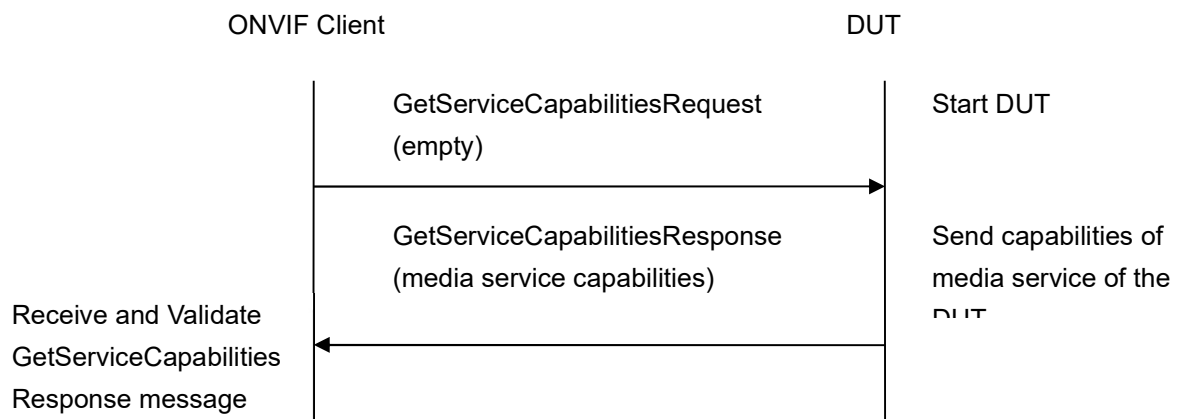 ONVIF Client
DUT
GetServiceCapabilitiesRequest
(empty)
Start DUT
GetServiceCapabilitiesResponse
(media service capabilities)
Send capabilities of
media service of the
DUT
Receive and Validate
GetServiceCapabilities
Response message